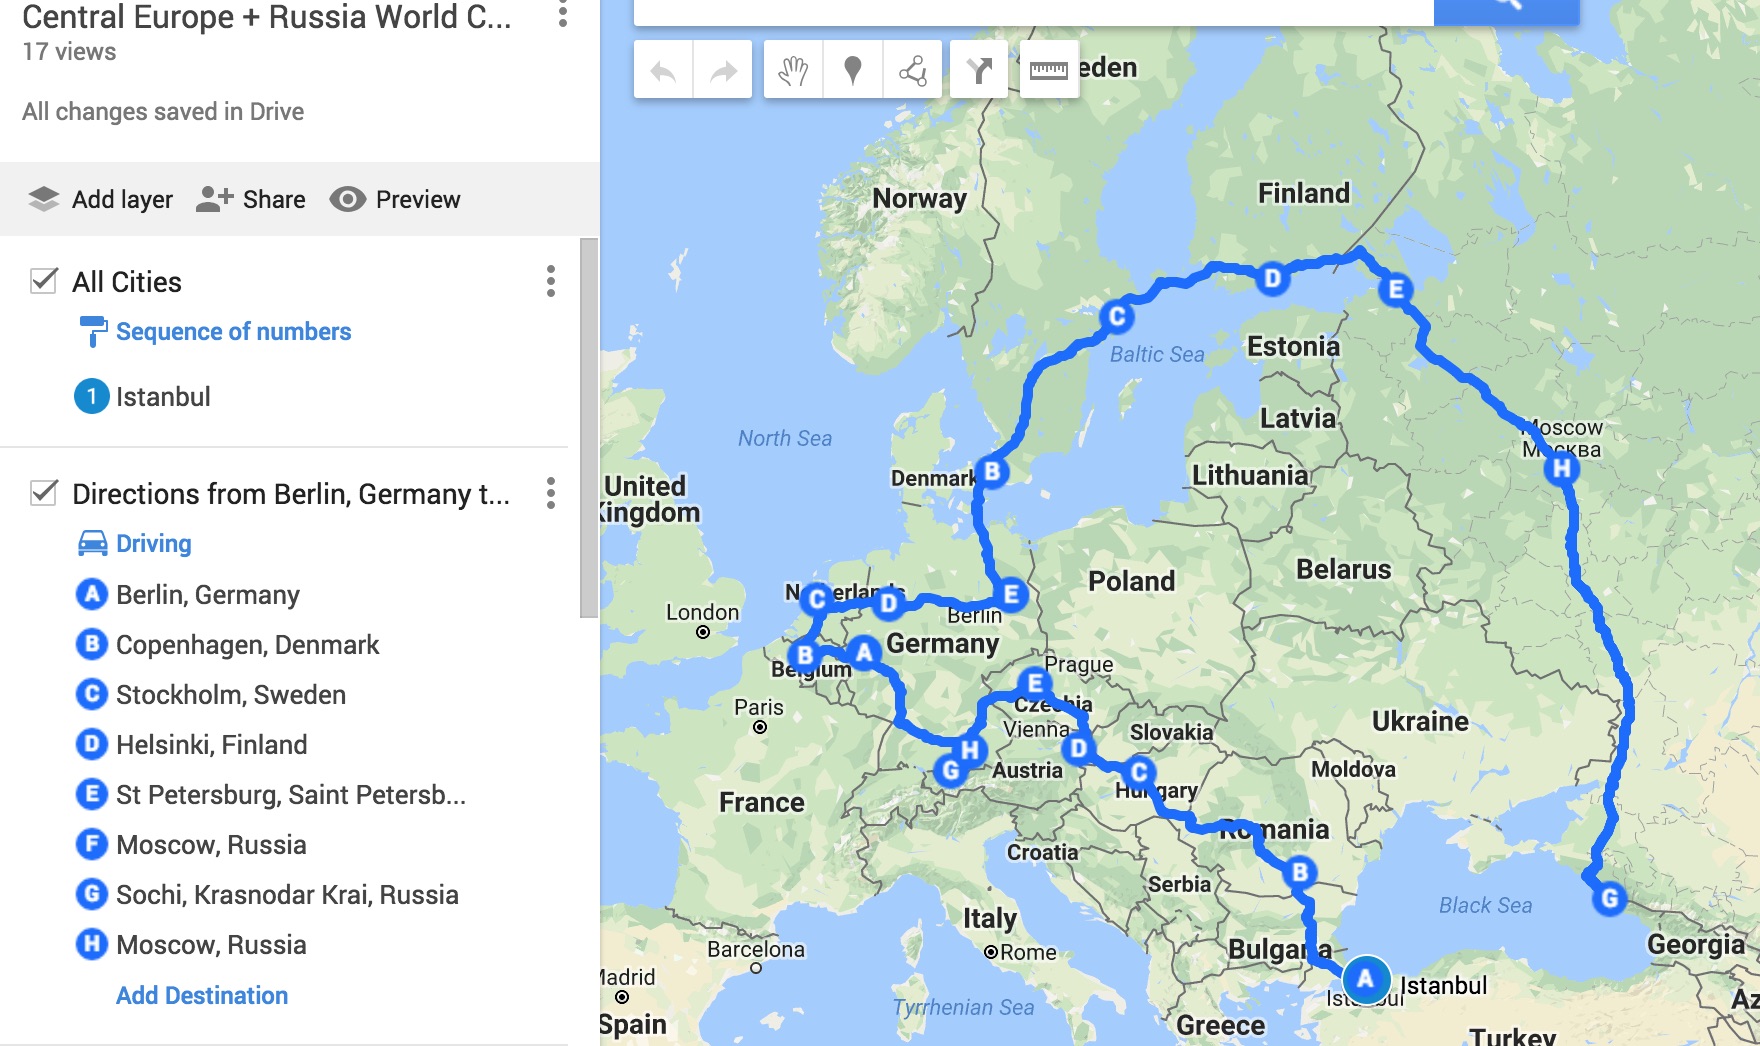 Central Europe + Russia World C...
17 views
All changes saved in Drive
Add layer
Share
Preview
All Cities
Sequence of numbers
1 Istanbul
Directions from Berlin, Germany t...
Driving
A Berlin, Germany
B Copenhagen, Denmark
C Stockholm, Sweden
D Helsinki, Finland
E St Petersburg, Saint Petersb...
F Moscow, Russia
G Sochi, Krasnodar Krai, Russia
H Moscow, Russia
Add Destination
eden
Norway
Finland
D
E
C
Baltic Sea
Estonia
Latvia
Moscow
Москва
H
North Sea
Denmark
B
Lithuania
United
Kingdom
Belarus
Poland
Netherlands
C
D
E
Berlin
London
Germany
B
A
Belgium
Prague
E
Czechia
Paris
Vienna
D
Slovakia
Ukraine
H
G
Austria
C
Hungary
Moldova
France
Romania
Croatia
B
Serbia
G
Black Sea
Italy
Georgia
Barcelona
Rome
Bulgaria
Madrid
A
Istanbul
Istanbul
Tyrrhenian Sea
Spain
Greece
Turkey
Az